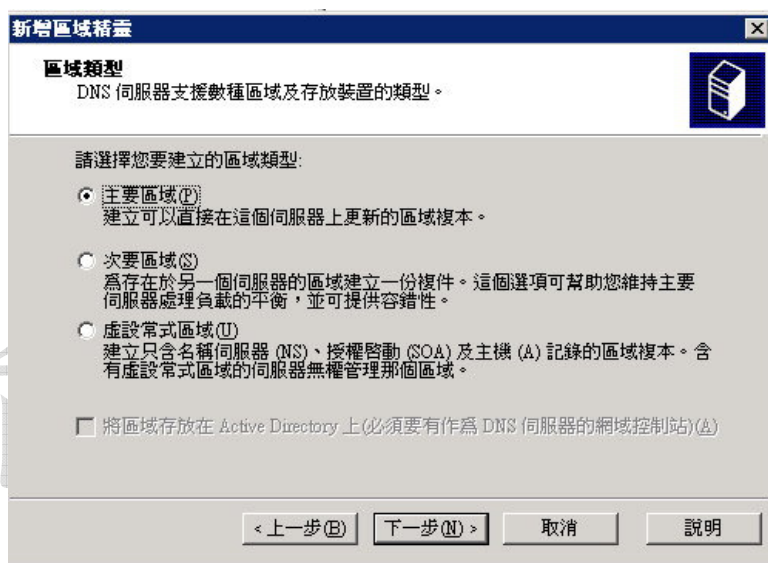 新增區域精靈
區域類型
DNS 伺服器支援數種區域及存放裝置的類型。
請選擇您要建立的區域類型:
主要區域(P)
建立可以直接在這個伺服器上更新的區域複本。
次要區域(S)
為存在於另一個伺服器的區域建立一份複件。這個選項可幫助您維持主要
伺服器處理負載的平衡，並可提供容錯性。
虛設常式區域(U)
建立只含名稱伺服器 (NS)、授權啟動 (SOA) 及主機 (A) 記錄的區域複本。含
有虛設常式區域的伺服器無權管理那個區域。
將區域存放在 Active Directory 上(必須要有作為 DNS 伺服器的網域控制站)(A)
<上一步(B) 下一步(N)> 取消 說明